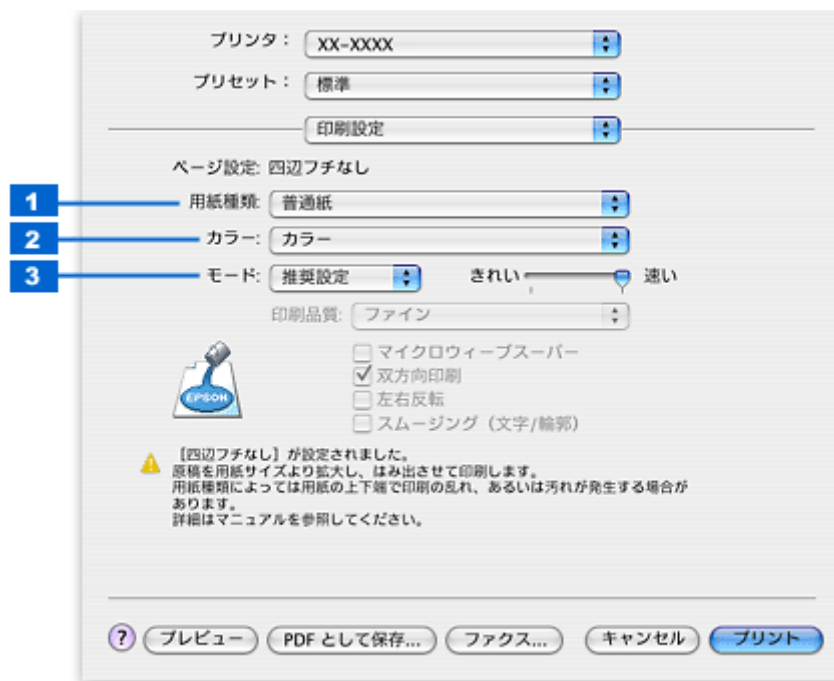 プリンタ： XX-XXXX
プリセット： 標準
印刷設定
ページ設定: 四辺フチなし
1 用紙種類: 普通紙
2 カラー: カラー
3 モード: 推奨設定 きれい 速い
印刷品質: ファイン
マイクロウィーブスーパー
双方向印刷
左右反転
スムージング（文字/輪郭）
EPSON
［四辺フチなし］が設定されました。
原稿を用紙サイズより拡大し、はみ出させて印刷します。
用紙種類によっては用紙の上下端で印刷の乱れ、あるいは汚れが発生する場合が
あります。
詳細はマニュアルを参照してください。
? プレビュー PDF として保存... ファクス... キャンセル プリント